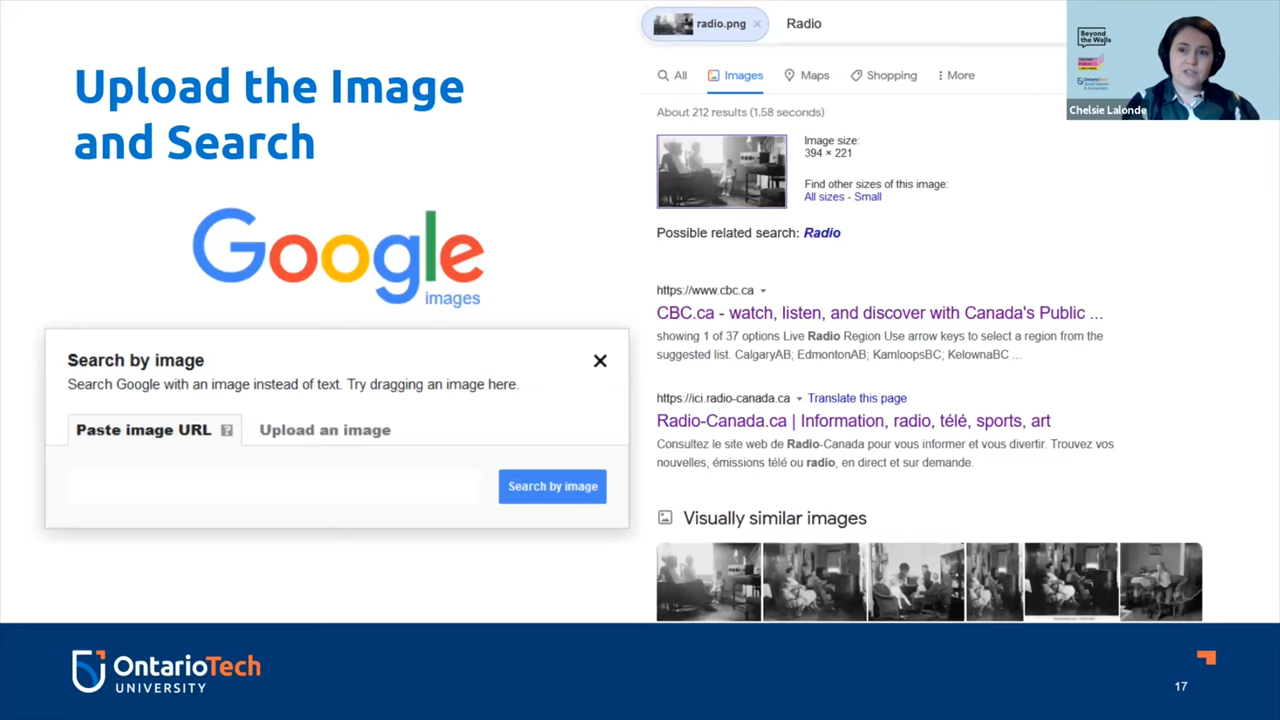 Upload the Image
and Search
Google
images
Search by image
Search Google with an image instead of text. Try dragging an image here.
Paste image URL ?
Upload an image
Search by image
radio.png ×
Radio
All
Images
Maps
Shopping
More
About 212 results (1.58 seconds)
Image size:
394 × 221
Find other sizes of this image:
All sizes - Small
Possible related search: Radio
https://www.cbc.ca
CBC.ca - watch, listen, and discover with Canada's Public ...
showing 1 of 37 options Live Radio Region Use arrow keys to select a region from the
suggested list. CalgaryAB; EdmontonAB; KamloopsBC; KelownaBC ...
https://ici.radio-canada.ca Translate this page
Radio-Canada.ca | Information, radio, télé, sports, art
Consultez le site web de Radio-Canada pour vous informer et vous divertir. Trouvez vos
nouvelles, émissions télé ou radio, en direct et sur demande.
Visually similar images
Beyond
the Walls
OntarioTech
Chelsie Lalonde
OntarioTech
UNIVERSITY
17